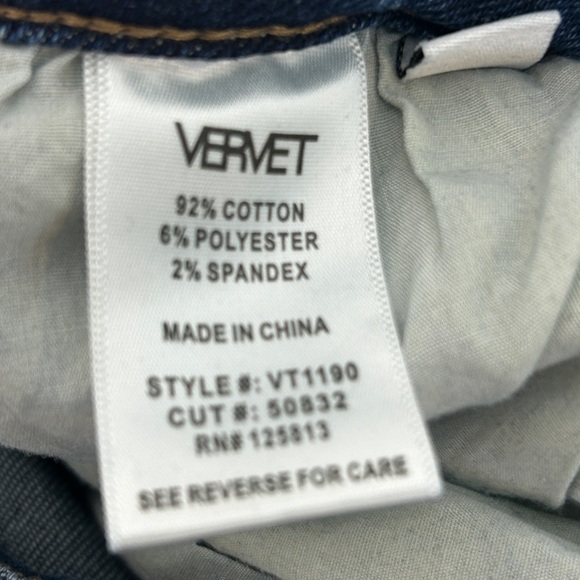 VERVET
92% COTTON
6% POLYESTER
2% SPANDEX
MADE IN CHINA
STYLE #: VT1190
CUT #: 50832
RN# 125813
SEE REVERSE FOR CARE